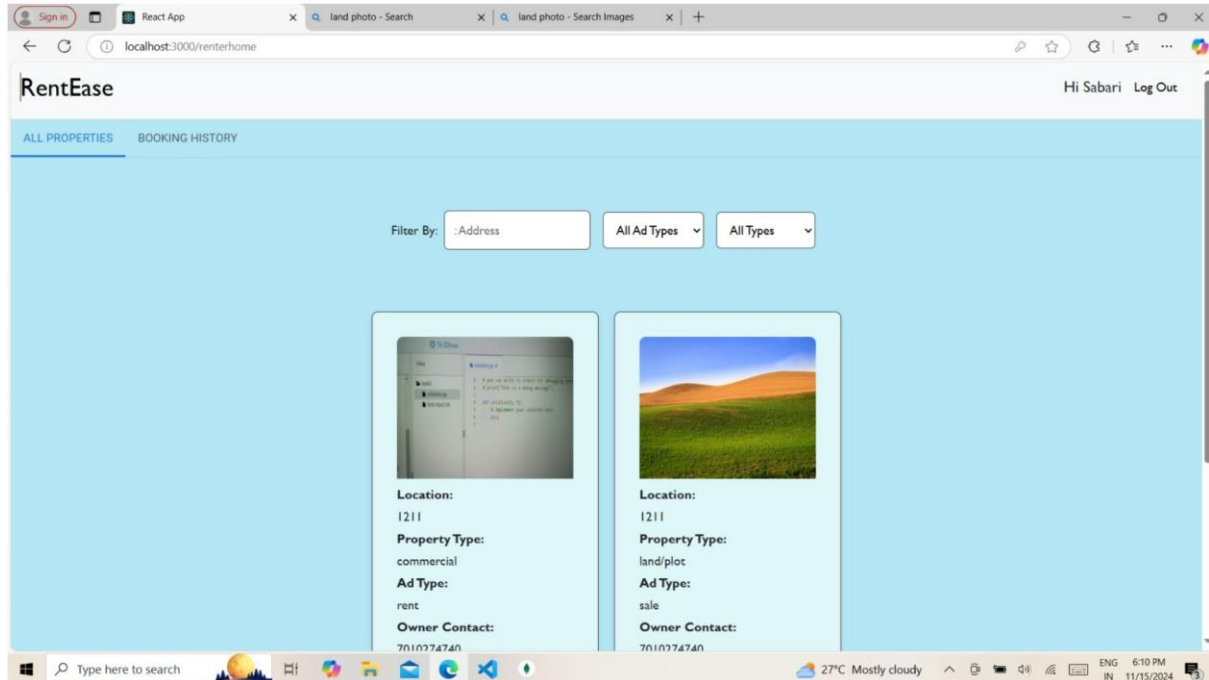 Sign in
React App
land photo - Search
land photo - Search Images
localhost:3000/renterhome
RentEase
Hi Sabari Log Out
ALL PROPERTIES BOOKING HISTORY
Filter By: :Address All Ad Types All Types
Files
Location:
1211
Property Type:
commercial
Ad Type:
rent
Owner Contact:
7010274740
Location:
1211
Property Type:
land/plot
Ad Type:
sale
Owner Contact:
7010274740
Type here to search
27°C Mostly cloudy
ENG
IN
6:10 PM
11/15/2024